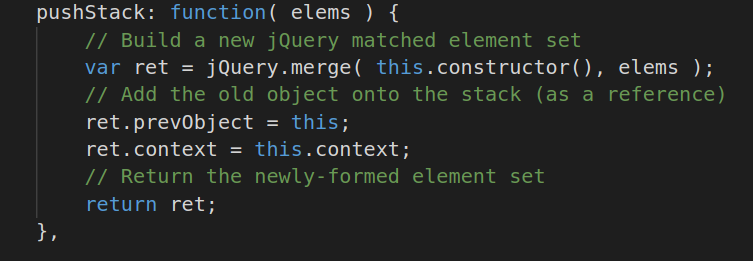 pushStack: function( elems ) {
    // Build a new jQuery matched element set
    var ret = jQuery.merge( this.constructor(), elems );
    // Add the old object onto the stack (as a reference)
    ret.prevObject = this;
    ret.context = this.context;
    // Return the newly-formed element set
    return ret;
},